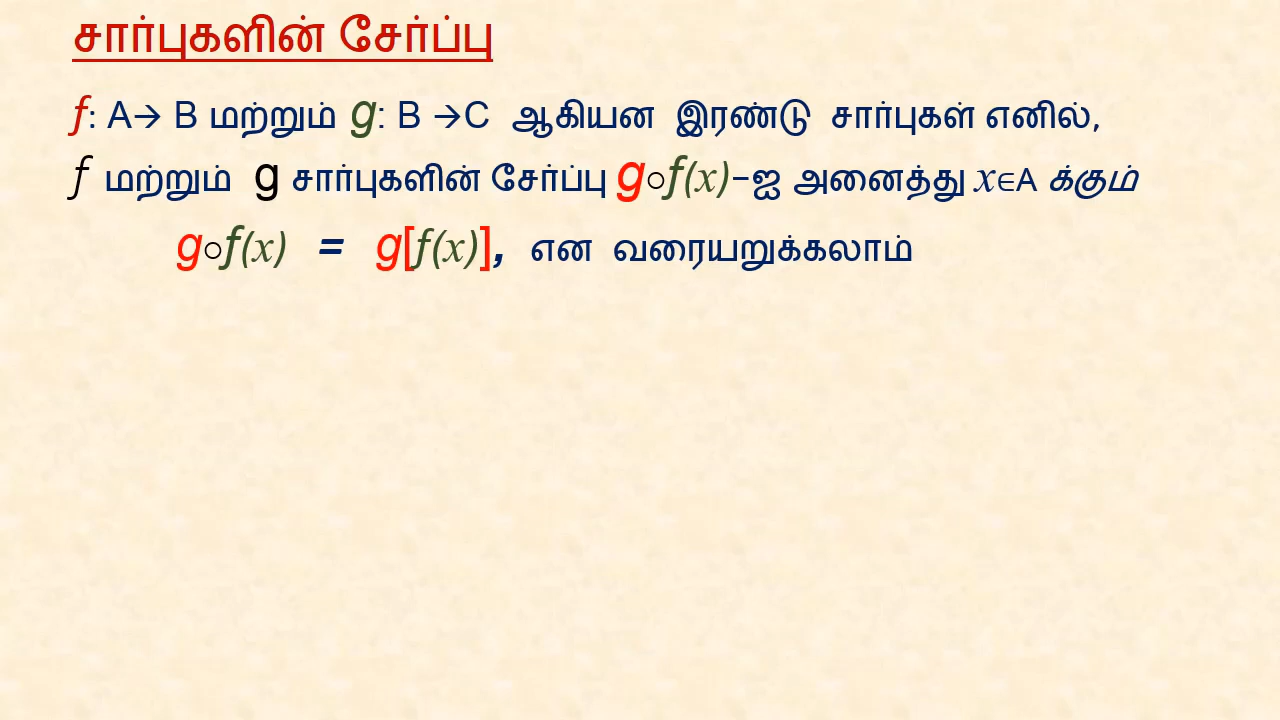 சார்புகளின் சேர்ப்பு
f: A→ B மற்றும் g: B →C ஆகியன இரண்டு சார்புகள் எனில்,
f மற்றும் g சார்புகளின் சேர்ப்பு g○f(x)–ஐ அனைத்து x∈A க்கும்
g○f(x) = g[f(x)], என வரையறுக்கலாம்